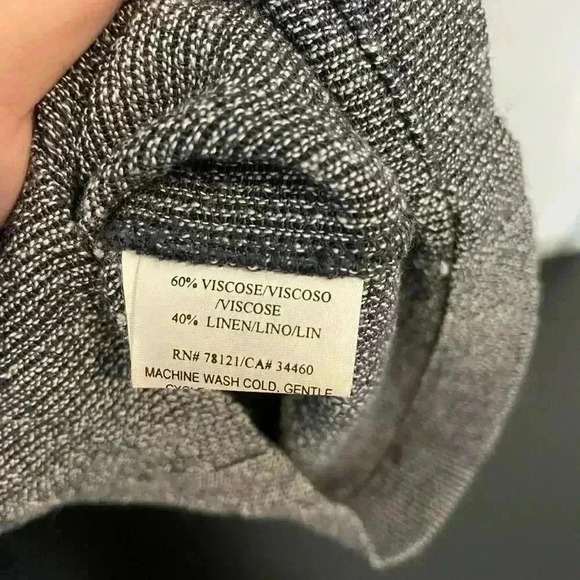 60% VISCOSE/VISCOSO
/VISCOSE
40% LINEN/LINO/LIN
RN# 78121/CA# 34460
MACHINE WASH COLD, GENTLE